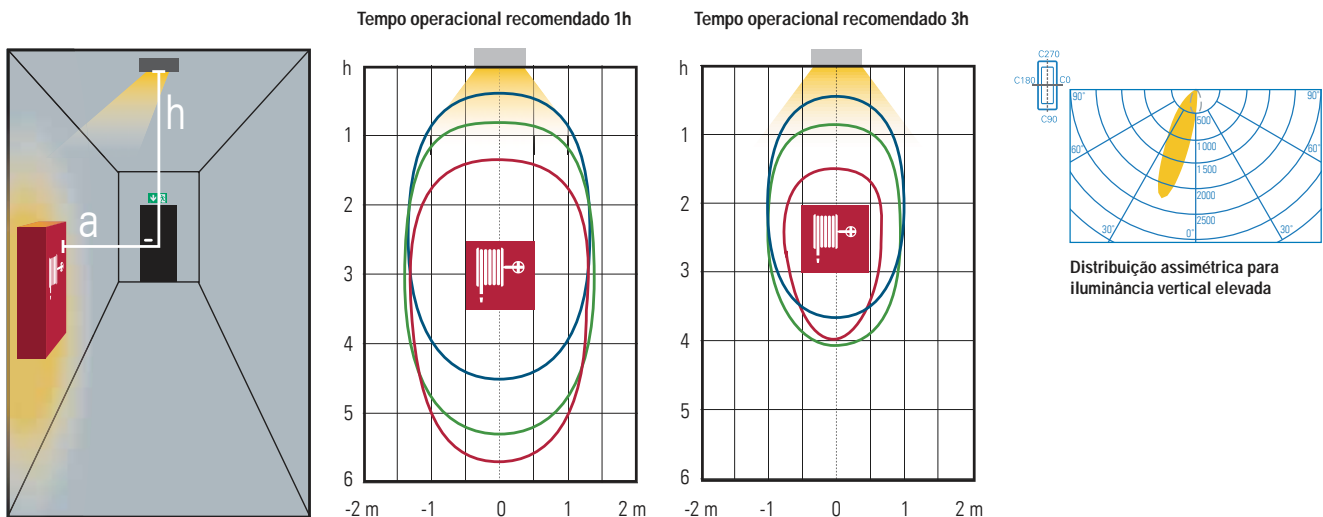 Tempo operacional recomendado 1h
Tempo operacional recomendado 3h
h
a
h
1
2
3
4
5
6
-2 m
-1
0
1
2 m
h
1
2
3
4
5
6
-2 m
-1
0
1
2 m
C270
C180
C0
C90
90°
90°
60°
60°
30°
30°
0°
500
1000
1500
2000
2500
Distribuição assimétrica para
iluminância vertical elevada